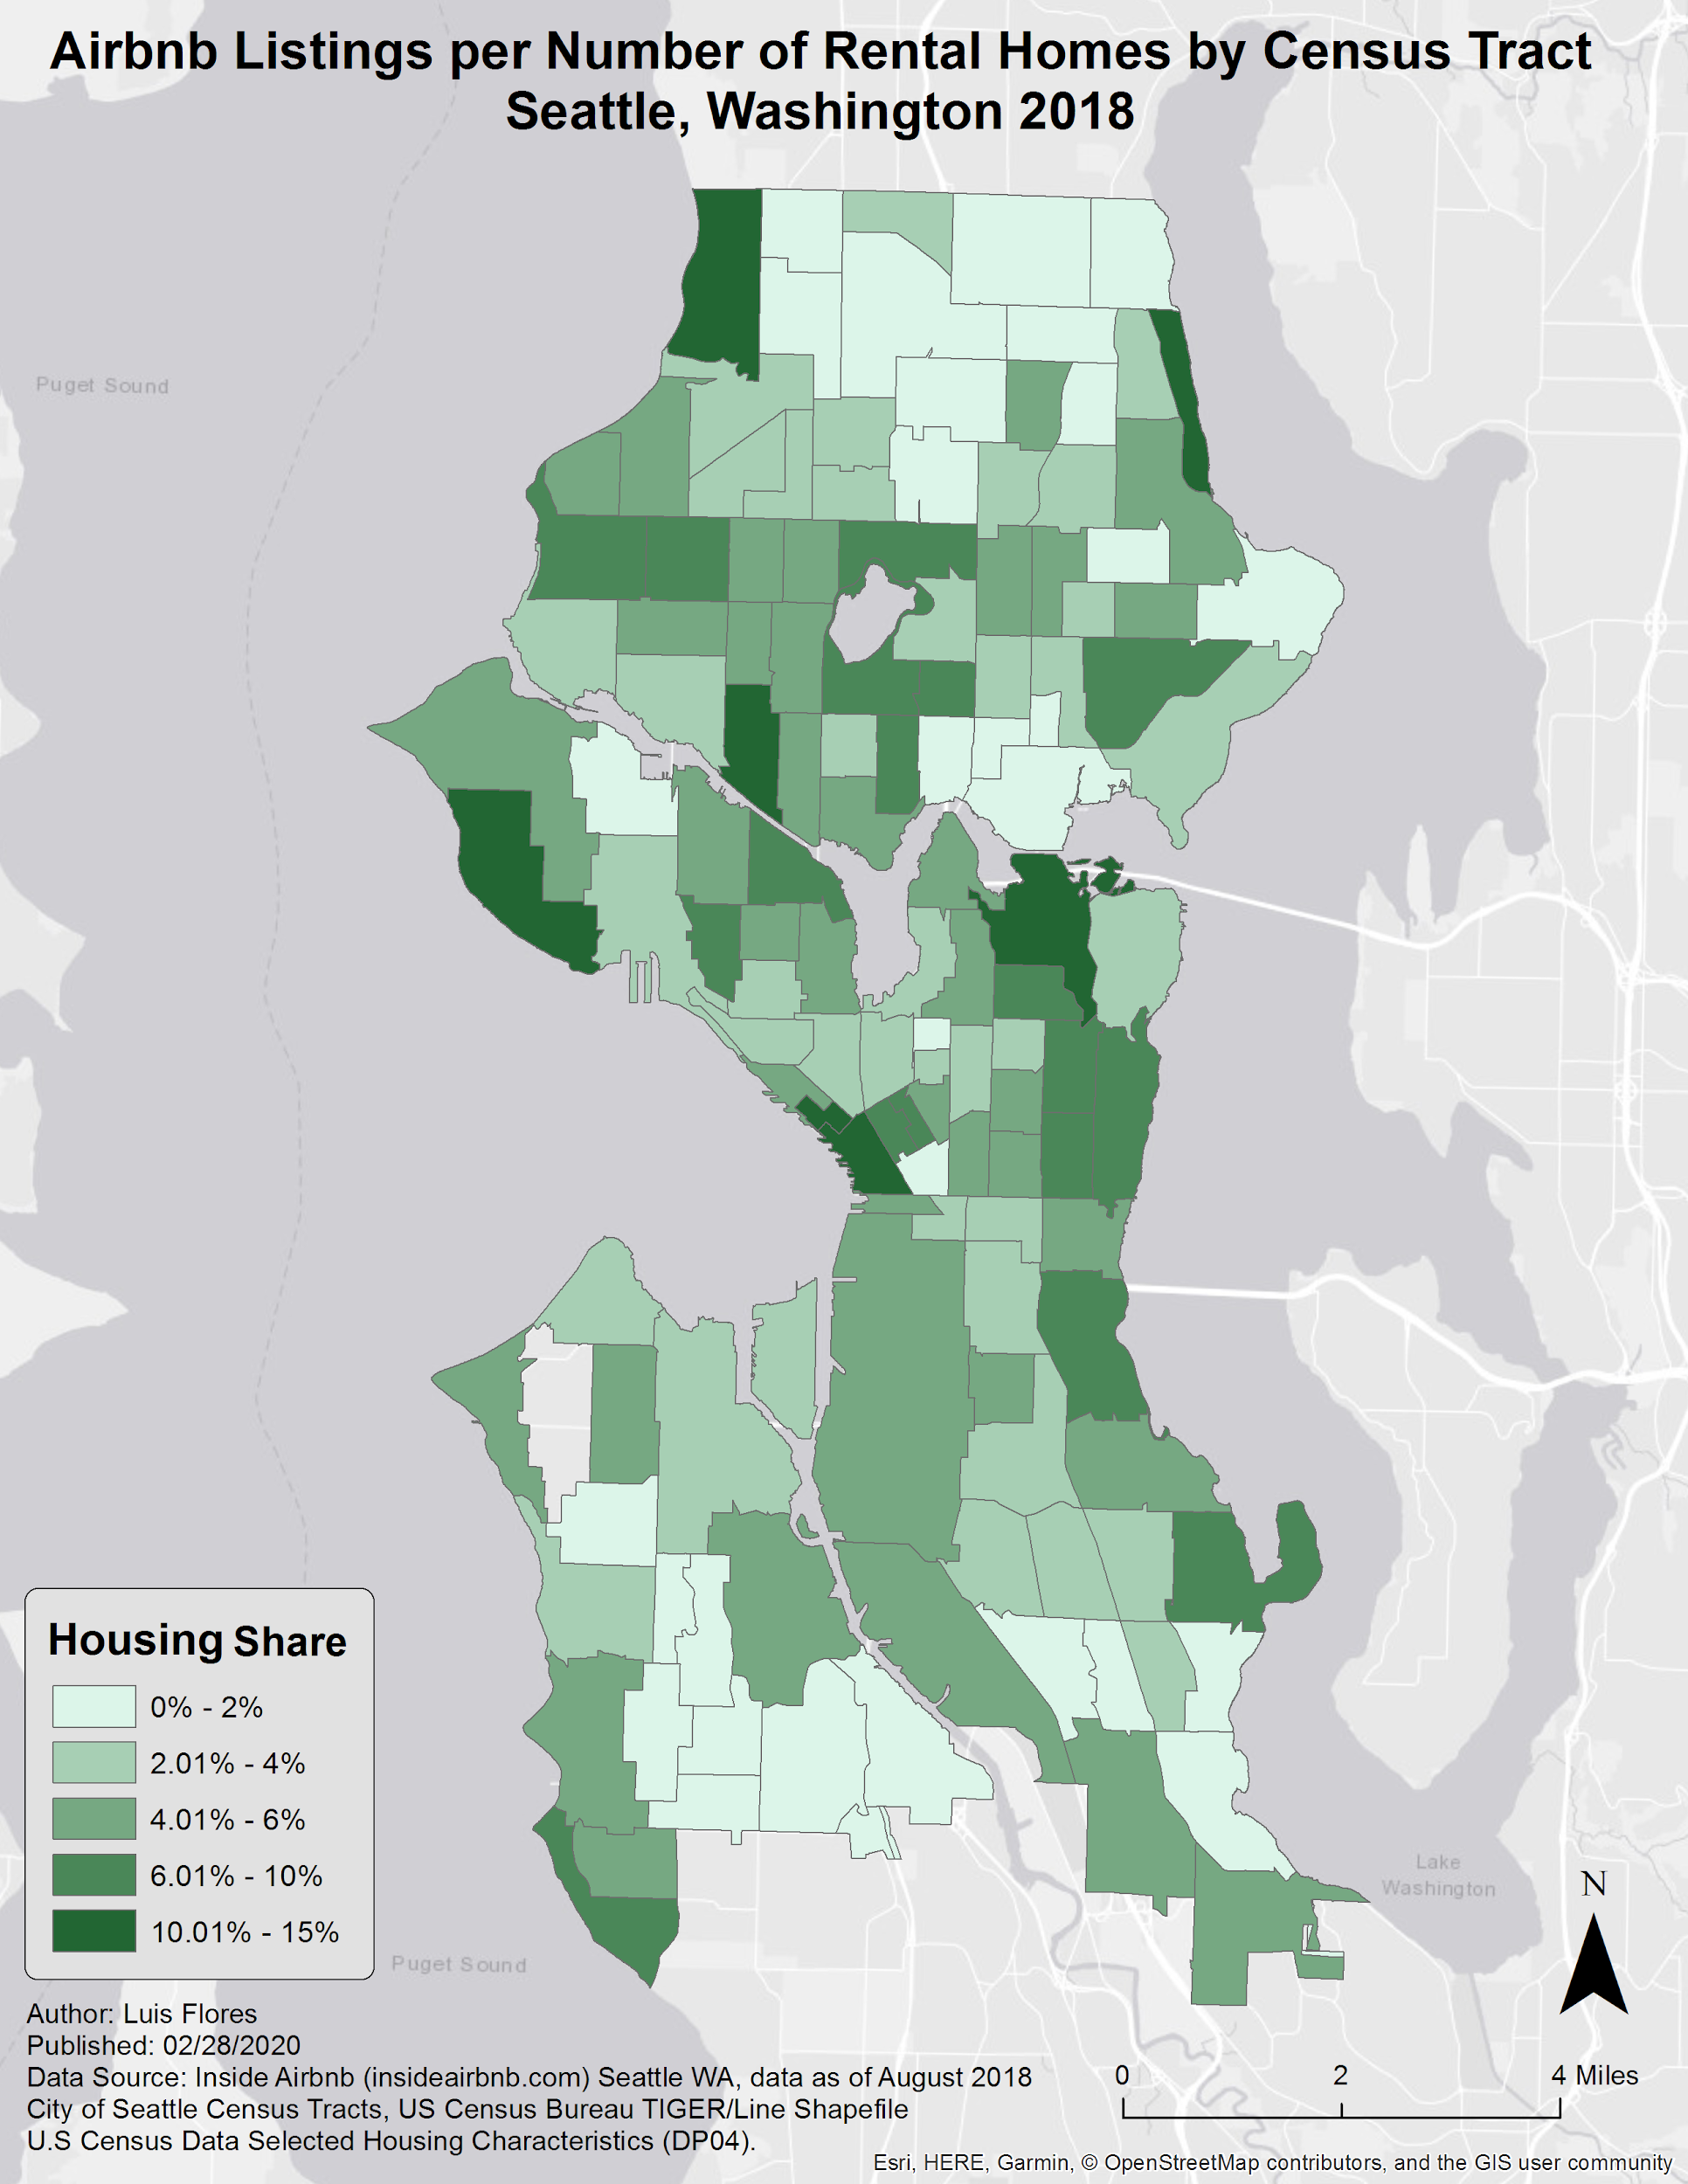 Airbnb Listings per Number of Rental Homes by Census Tract
Seattle, Washington 2018
Puget Sound
Housing Share
0% - 2%
2.01% - 4%
4.01% - 6%
6.01% - 10%
10.01% - 15%
Lake
Washington
N
Puget Sound
Author: Luis Flores
Published: 02/28/2020
Data Source: Inside Airbnb (insideairbnb.com) Seattle WA, data as of August 2018
City of Seattle Census Tracts, US Census Bureau TIGER/Line Shapefile
U.S Census Data Selected Housing Characteristics (DP04).
0 2 4 Miles
Esri, HERE, Garmin, © OpenStreetMap contributors, and the GIS user community